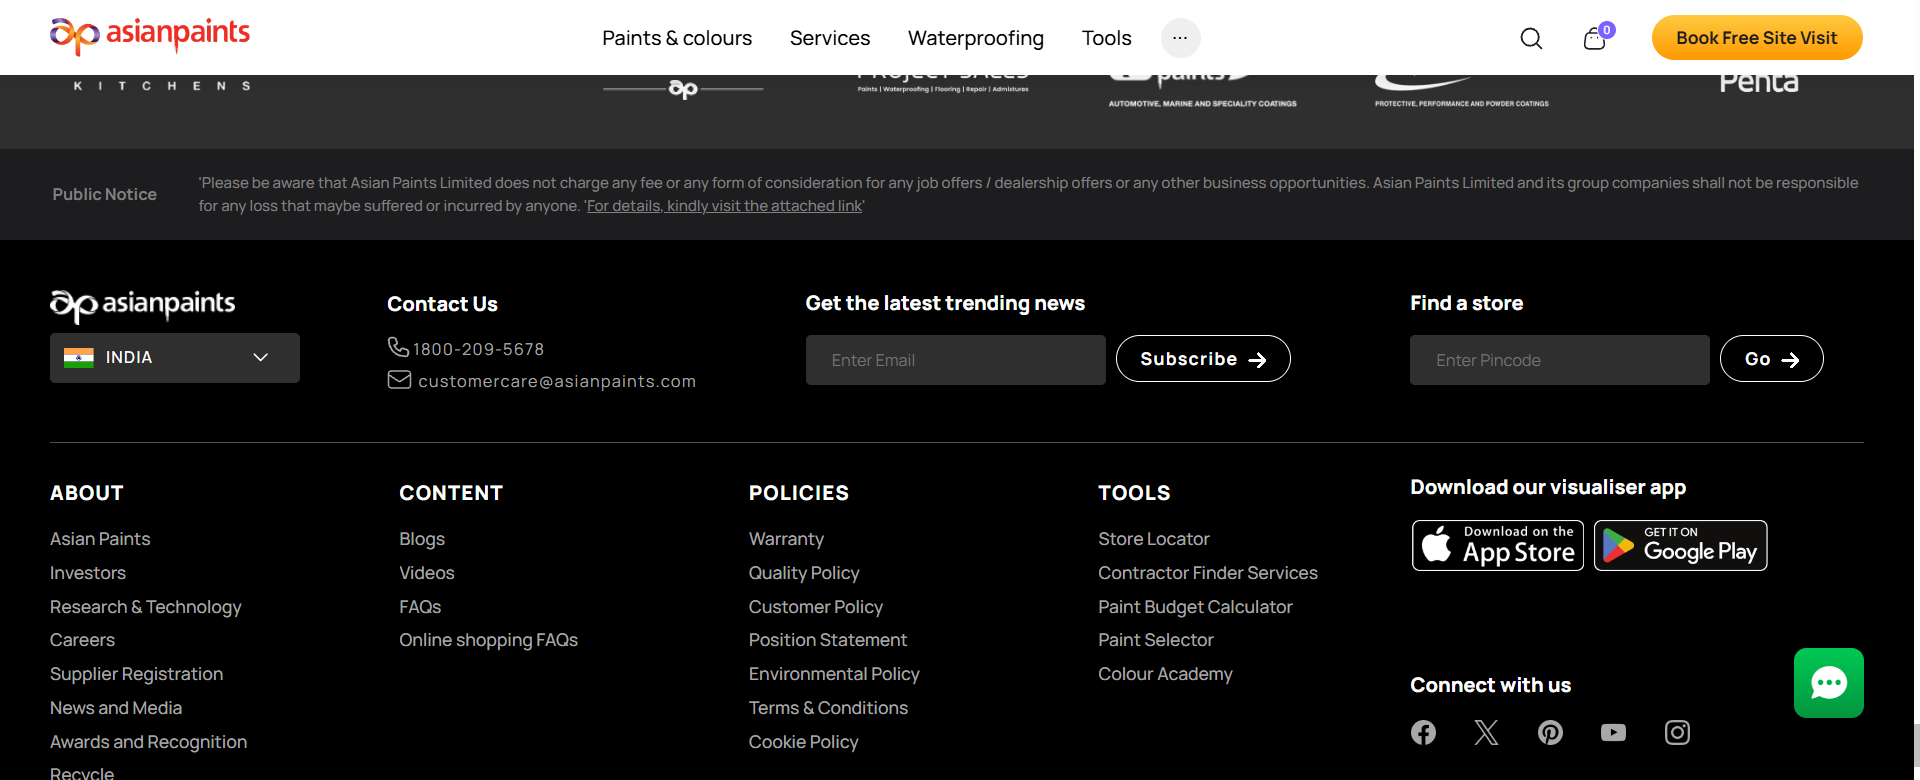 asianpaints
Paints & colours
Services
Waterproofing
Tools
0
Book Free Site Visit
KITCHENS
Paints | Waterproofing | Flooring | Repair | Admixtures
AUTOMOTIVE, MARINE AND SPECIALITY COATINGS
PROTECTIVE, PERFORMANCE AND POWDER COATINGS
Penta
Public Notice
'Please be aware that Asian Paints Limited does not charge any fee or any form of consideration for any job offers / dealership offers or any other business opportunities. Asian Paints Limited and its group companies shall not be responsible
for any loss that maybe suffered or incurred by anyone. 'For details, kindly visit the attached link'
asianpaints
INDIA
Contact Us
1800-209-5678
customercare@asianpaints.com
Get the latest trending news
Enter Email
Subscribe
Find a store
Enter Pincode
Go
ABOUT
Asian Paints
Investors
Research & Technology
Careers
Supplier Registration
News and Media
Awards and Recognition
Recycle
CONTENT
Blogs
Videos
FAQs
Online shopping FAQs
POLICIES
Warranty
Quality Policy
Customer Policy
Position Statement
Environmental Policy
Terms & Conditions
Cookie Policy
TOOLS
Store Locator
Contractor Finder Services
Paint Budget Calculator
Paint Selector
Colour Academy
Download our visualiser app
Download on the
App Store
GET IT ON
Google Play
Connect with us